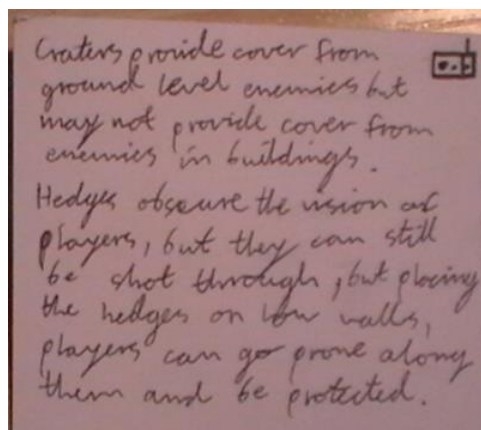 Craters provide cover from
ground level enemies but
may not provide cover from
enemies in buildings.
Hedges obscure the vision of
players, but they can still
be shot through, but placing
the hedges on low walls,
players can go prone along
them and be protected.